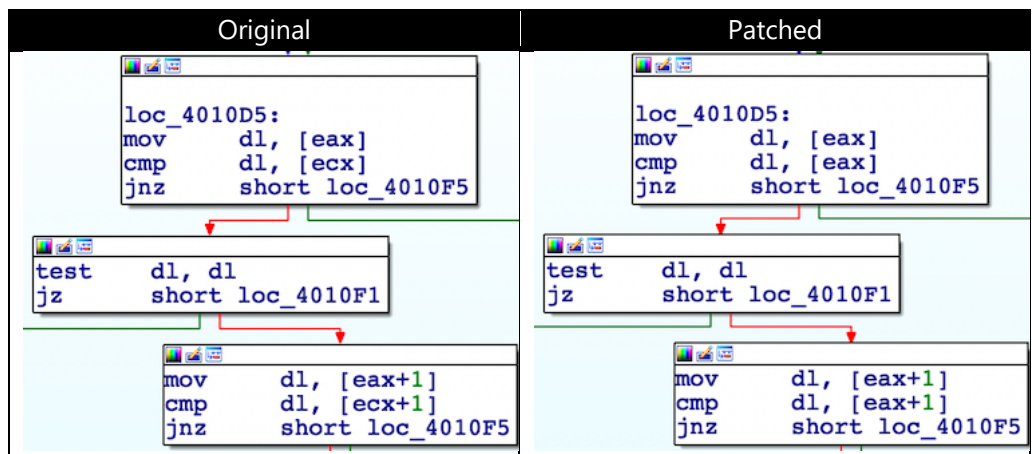 Original
loc_4010D5:
mov dl, [eax]
cmp dl, [ecx]
jnz short loc_4010F5
test dl, dl
jz short loc_4010F1
mov dl, [eax+1]
cmp dl, [ecx+1]
jnz short loc_4010F5
Patched
loc_4010D5:
mov dl, [eax]
cmp dl, [eax]
jnz short loc_4010F5
test dl, dl
jz short loc_4010F1
mov dl, [eax+1]
cmp dl, [eax+1]
jnz short loc_4010F5